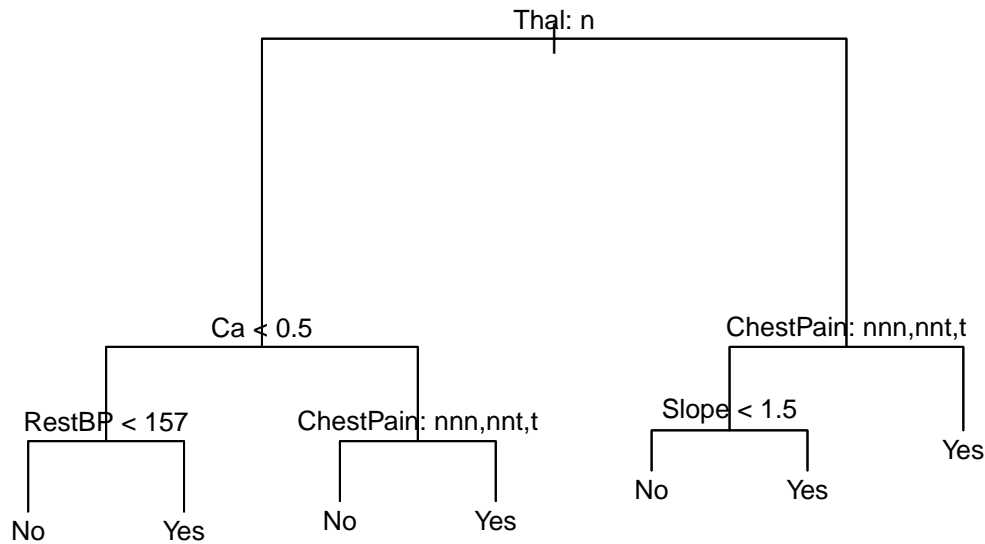 Thal: n
Ca < 0.5
ChestPain: nnn,nnt,t
RestBP < 157
ChestPain: nnn,nnt,t
Slope < 1.5
Yes
No
Yes
No
Yes
No
Yes